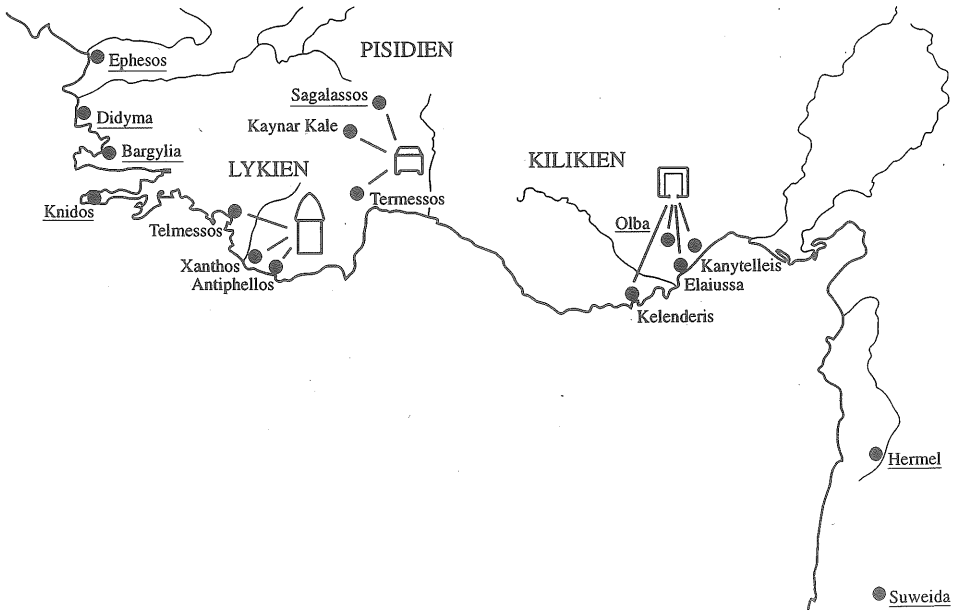 PISIDIEN
Ephesos
Sagalassos
Didyma
Kaynar Kale
Bargylia
LYKIEN
KILIKIEN
Termessos
Knidos
Telmessos
Olba
Xanthos
Kanytelleis
Antiphellos
Elaiussa
Kelenderis
Hermel
Suweida